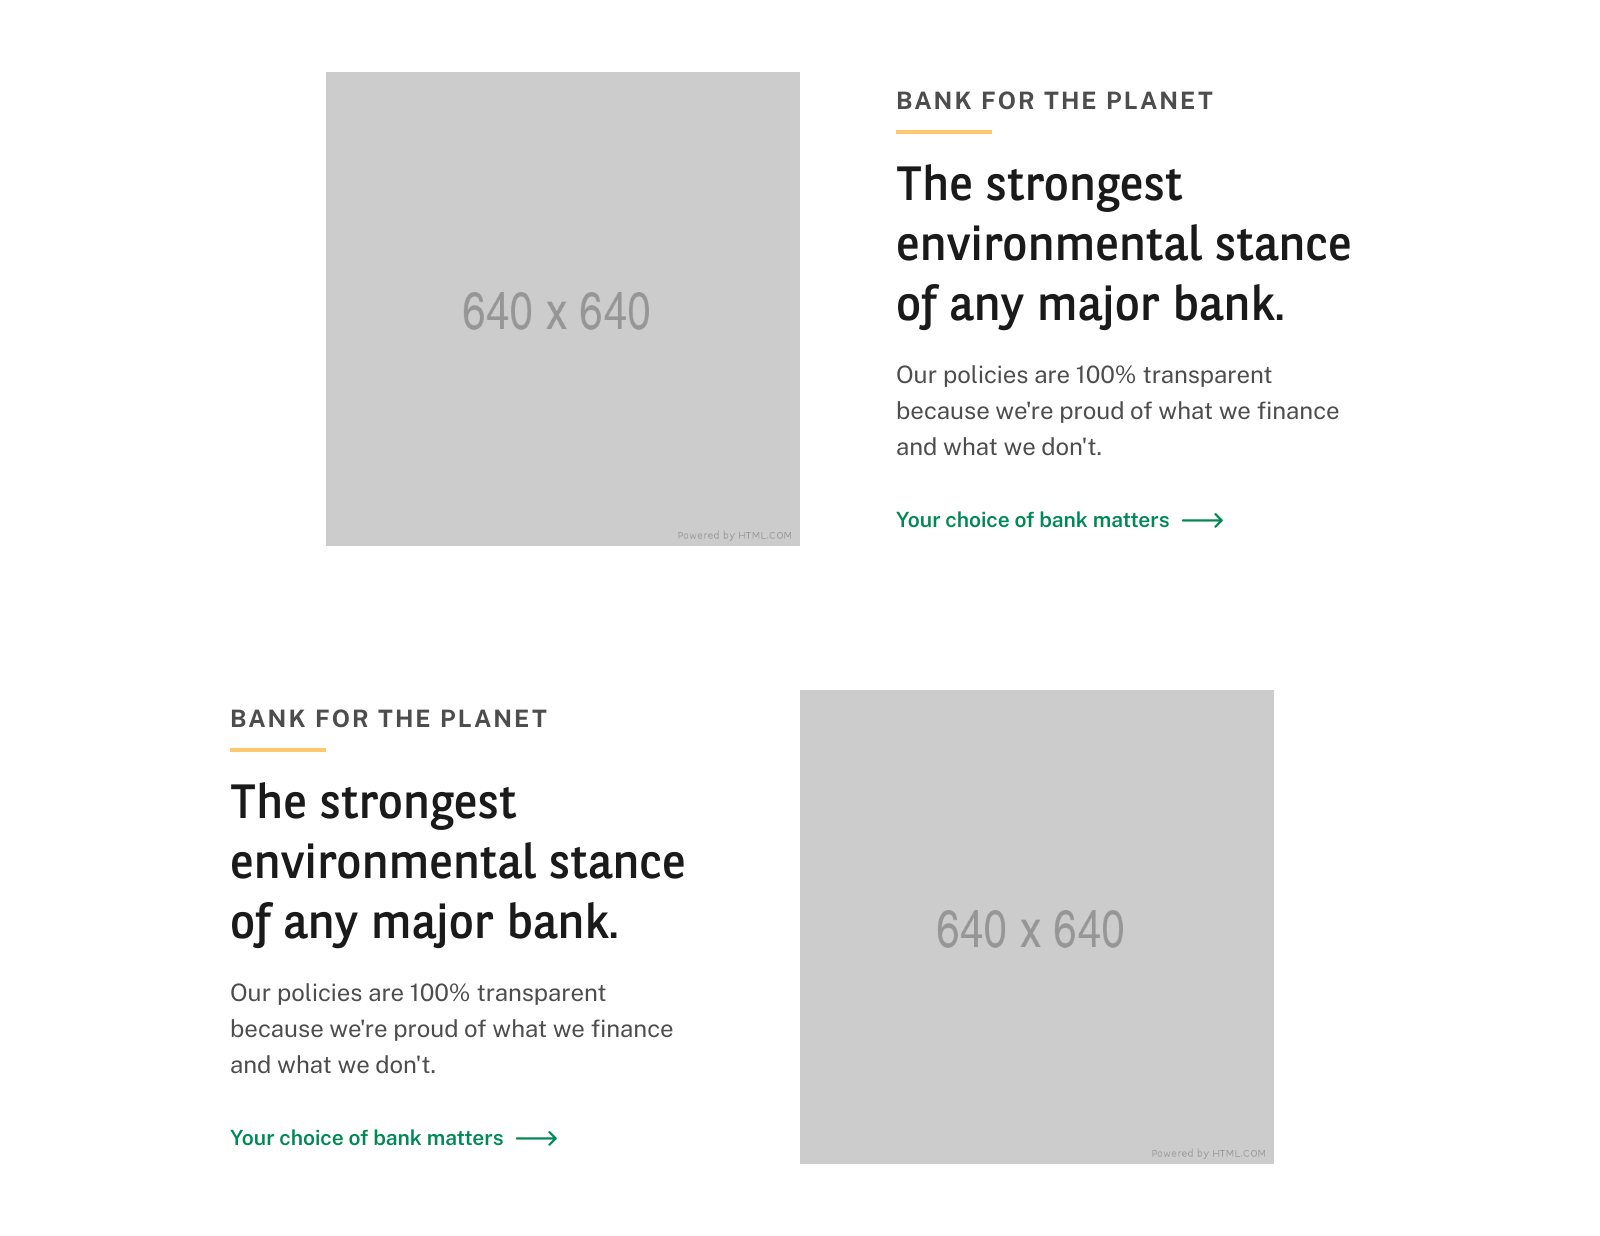 640 x 640
Powered by HTML.COM
BANK FOR THE PLANET
The strongest
environmental stance
of any major bank.
Our policies are 100% transparent
because we're proud of what we finance
and what we don't.
Your choice of bank matters
BANK FOR THE PLANET
The strongest
environmental stance
of any major bank.
Our policies are 100% transparent
because we're proud of what we finance
and what we don't.
Your choice of bank matters
640 x 640
Powered by HTML.COM